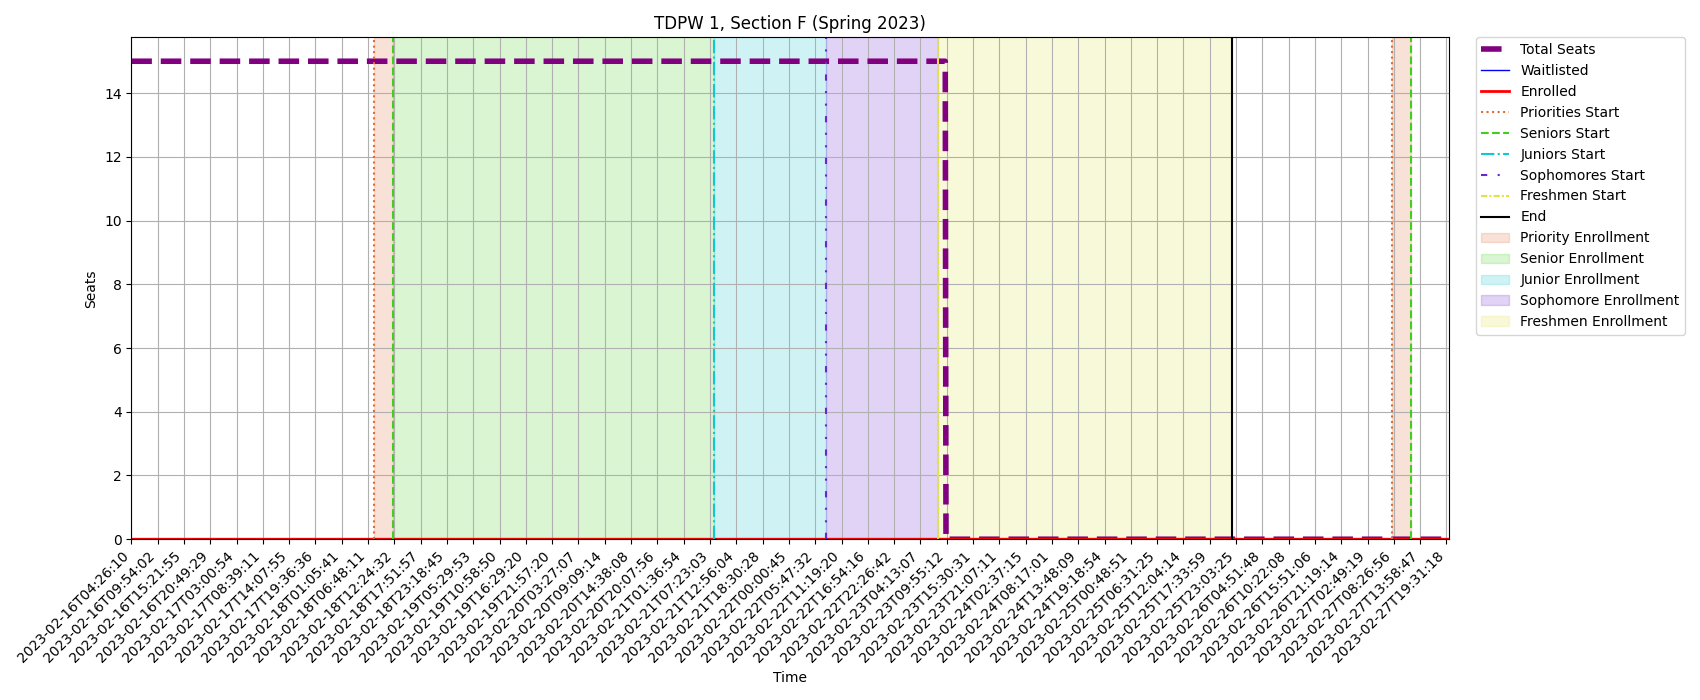 TDPW 1, Section F (Spring 2023)
Seats
14
12
10
8
6
4
2
0
2023-02-16T04:26:10
2023-02-16T09:54:02
2023-02-16T15:21:55
2023-02-16T20:49:29
2023-02-17T03:00:54
2023-02-17T08:39:11
2023-02-17T14:07:55
2023-02-17T19:36:36
2023-02-18T01:05:41
2023-02-18T06:48:11
2023-02-18T12:24:32
2023-02-18T17:51:57
2023-02-18T23:18:45
2023-02-19T05:29:53
2023-02-19T10:58:50
2023-02-19T16:29:20
2023-02-19T21:57:20
2023-02-20T03:27:07
2023-02-20T09:09:14
2023-02-20T14:38:08
2023-02-20T20:07:56
2023-02-21T01:36:54
2023-02-21T07:23:03
2023-02-21T12:56:04
2023-02-21T18:30:28
2023-02-22T00:00:45
2023-02-22T05:47:32
2023-02-22T11:19:20
2023-02-22T16:54:16
2023-02-22T22:26:42
2023-02-23T04:13:07
2023-02-23T09:55:12
2023-02-23T15:30:31
2023-02-23T21:07:11
2023-02-24T02:37:15
2023-02-24T08:17:01
2023-02-24T13:48:09
2023-02-24T19:18:54
2023-02-25T00:48:51
2023-02-25T06:31:25
2023-02-25T12:04:14
2023-02-25T17:33:59
2023-02-25T23:03:25
2023-02-26T04:51:48
2023-02-26T10:22:08
2023-02-26T15:51:06
2023-02-26T21:19:14
2023-02-27T02:49:19
2023-02-27T08:26:56
2023-02-27T13:58:47
2023-02-27T19:31:18
Time
Total Seats
Waitlisted
Enrolled
Priorities Start
Seniors Start
Juniors Start
Sophomores Start
Freshmen Start
End
Priority Enrollment
Senior Enrollment
Junior Enrollment
Sophomore Enrollment
Freshmen Enrollment